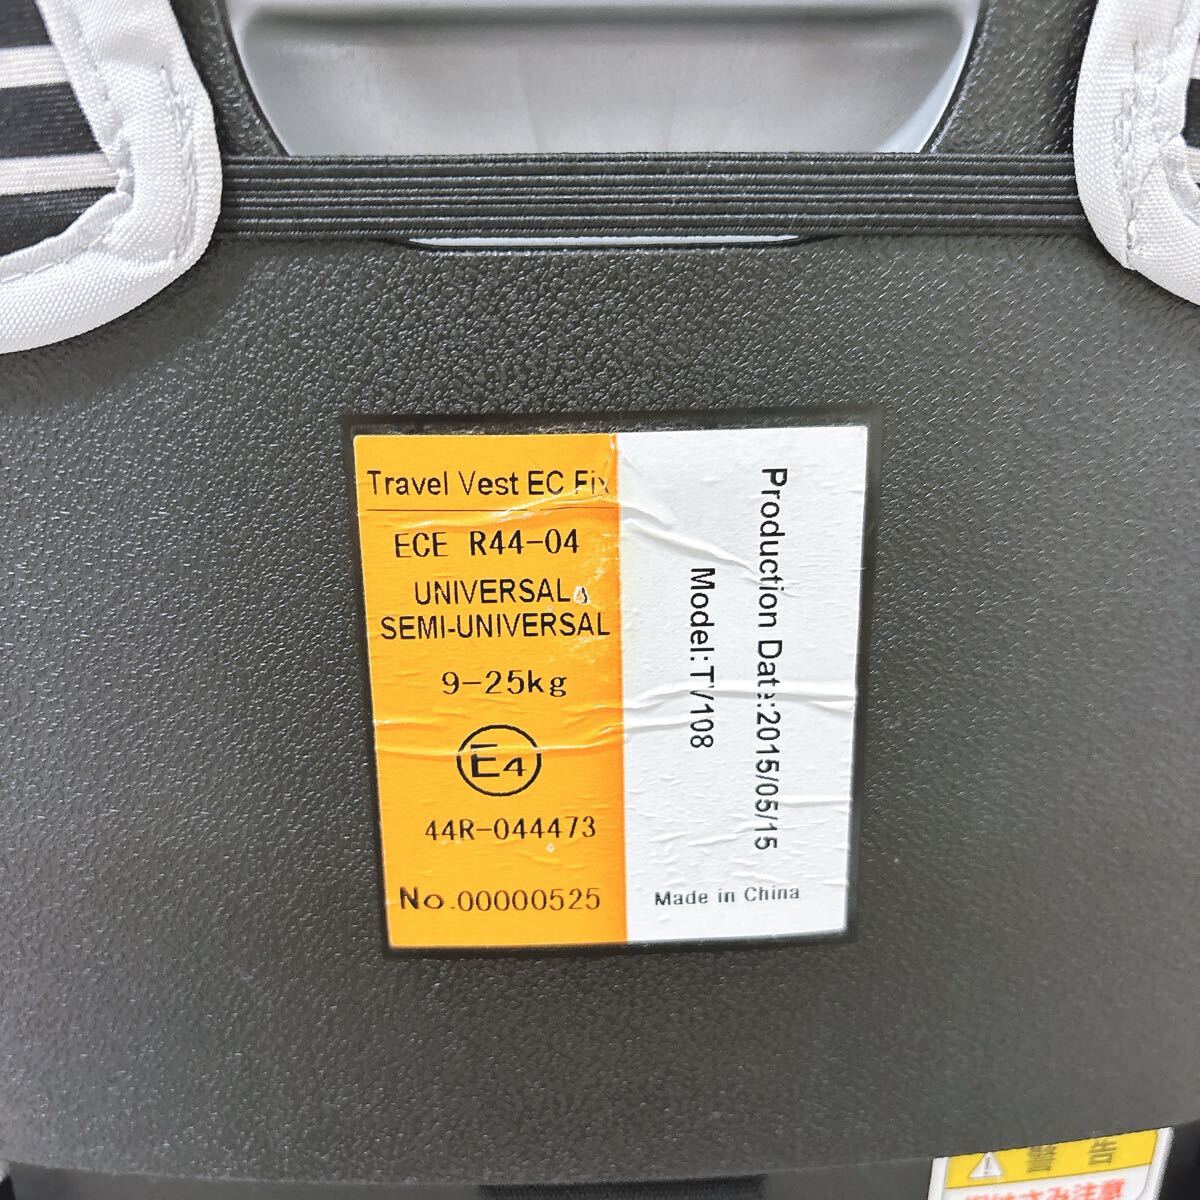 Travel Vest EC Fix
ECE R44-04
UNIVERSAL&
SEMI-UNIVERSAL
9-25kg
E4
44R-044473
No.00000525
Production Date:2015/05/15
Model:TV108
Made in China
警告